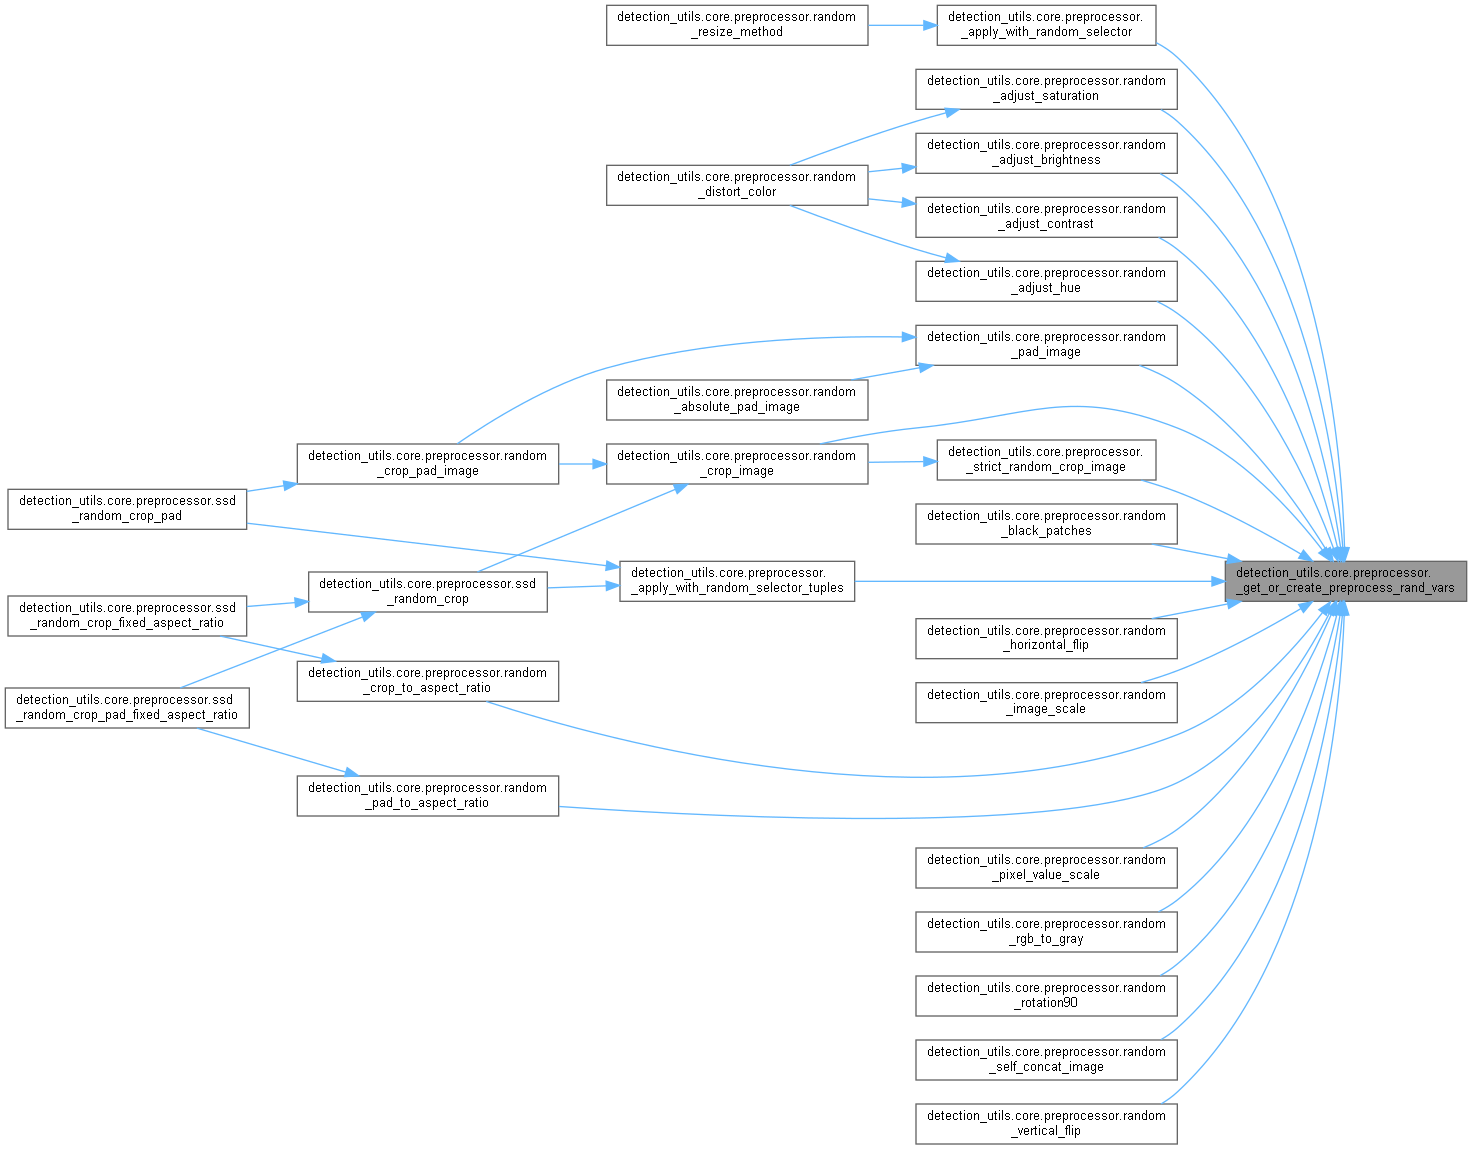 detection_utils.core.preprocessor.random
_resize_method
detection_utils.core.preprocessor.
_apply_with_random_selector
detection_utils.core.preprocessor.random
_adjust_saturation
detection_utils.core.preprocessor.random
_adjust_brightness
detection_utils.core.preprocessor.random
_distort_color
detection_utils.core.preprocessor.random
_adjust_contrast
detection_utils.core.preprocessor.random
_adjust_hue
detection_utils.core.preprocessor.random
_pad_image
detection_utils.core.preprocessor.random
_absolute_pad_image
detection_utils.core.preprocessor.random
_crop_pad_image
detection_utils.core.preprocessor.random
_crop_image
detection_utils.core.preprocessor.
_strict_random_crop_image
detection_utils.core.preprocessor.ssd
_random_crop_pad
detection_utils.core.preprocessor.random
_black_patches
detection_utils.core.preprocessor.ssd
_random_crop
detection_utils.core.preprocessor.
_apply_with_random_selector_tuples
detection_utils.core.preprocessor.
_get_or_create_preprocess_rand_vars
detection_utils.core.preprocessor.ssd
_random_crop_fixed_aspect_ratio
detection_utils.core.preprocessor.random
_horizontal_flip
detection_utils.core.preprocessor.random
_crop_to_aspect_ratio
detection_utils.core.preprocessor.ssd
_random_crop_pad_fixed_aspect_ratio
detection_utils.core.preprocessor.random
_image_scale
detection_utils.core.preprocessor.random
_pad_to_aspect_ratio
detection_utils.core.preprocessor.random
_pixel_value_scale
detection_utils.core.preprocessor.random
_rgb_to_gray
detection_utils.core.preprocessor.random
_rotation90
detection_utils.core.preprocessor.random
_self_concat_image
detection_utils.core.preprocessor.random
_vertical_flip